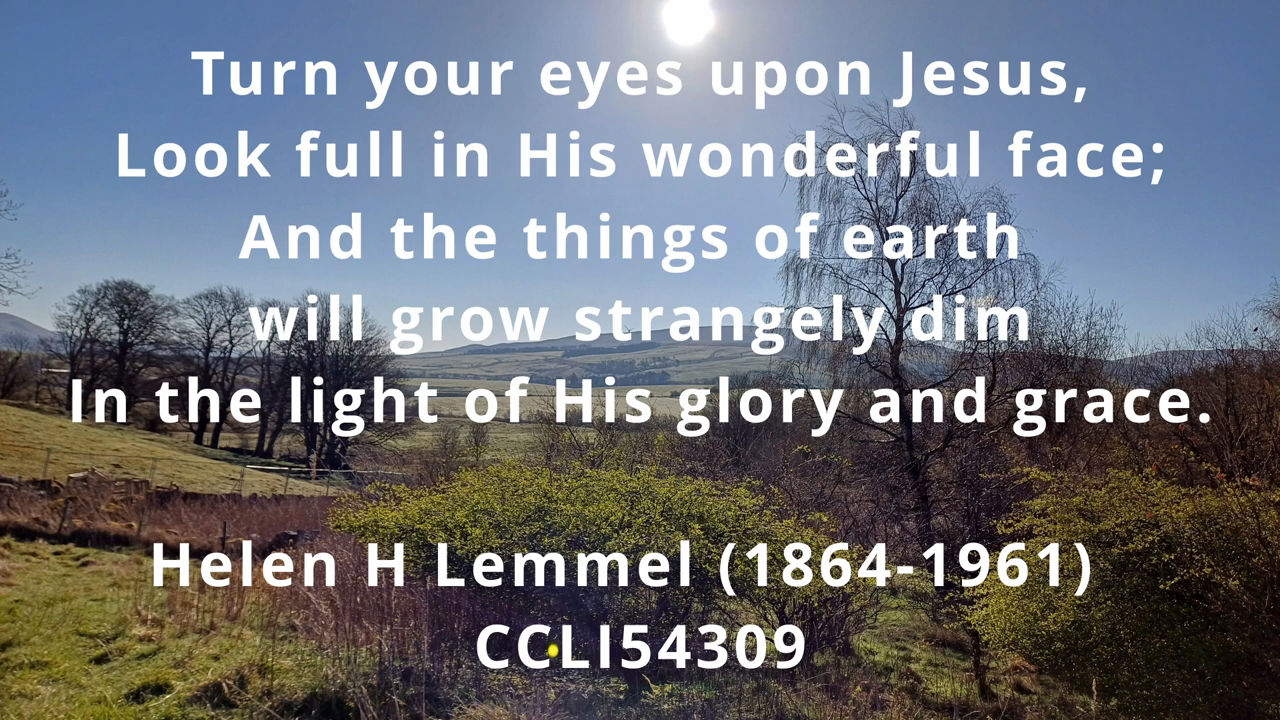 Turn your eyes upon Jesus,
Look full in His wonderful face;
And the things of earth
will grow strangely dim
In the light of His glory and grace.
Helen H Lemmel (1864-1961)
CCLI54309